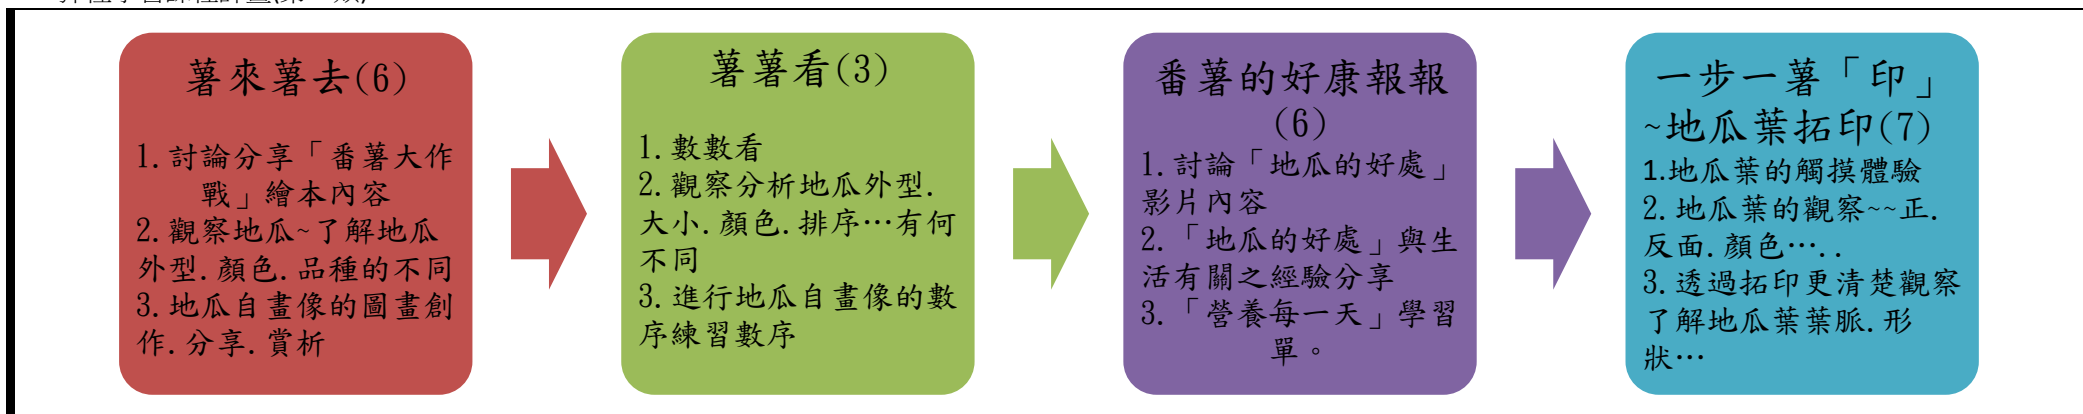 薯來薯去(6)
1.討論分享「番薯大作
戰」繪本內容
2.觀察地瓜~了解地瓜
外型.顏色.品種的不同
3.地瓜自畫像的圖畫創
作.分享.賞析
薯薯看(3)
1.數數看
2.觀察分析地瓜外型.
大小.顏色.排序…有何
不同
3.進行地瓜自畫像的數
序練習數序
番薯的好康報報
(6)
1.討論「地瓜的好處」
影片內容
2.「地瓜的好處」與生
活有關之經驗分享
3.「營養每一天」學習
單。
一步一薯「印」
~地瓜葉拓印(7)
1.地瓜葉的觸摸體驗
2.地瓜葉的觀察~~正.
反面.顏色…..
3.透過拓印更清楚觀察
了解地瓜葉葉脈.形
狀…